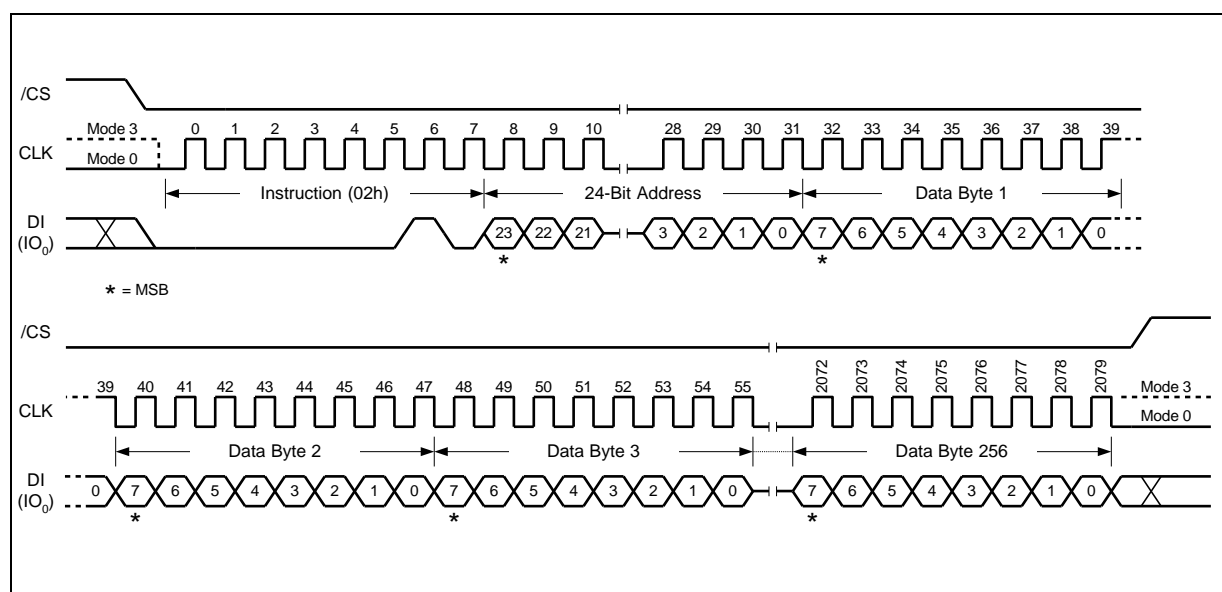 /CS
Mode 3 0 1 2 3 4 5 6 7 8 9 10 28 29 30 31 32 33 34 35 36 37 38 39
CLK
Mode 0
Instruction (02h) 24-Bit Address Data Byte 1
DI
(IO0) 23 22 21 3 2 1 0 7 6 5 4 3 2 1 0
* *
* = MSB
/CS
39 40 41 42 43 44 45 46 47 48 49 50 51 52 53 54 55 2072 2073 2074 2075 2076 2077 2078 2079 Mode 3
CLK
Mode 0
Data Byte 2 Data Byte 3 Data Byte 256
DI
(IO0) 0 7 6 5 4 3 2 1 0 7 6 5 4 3 2 1 0 7 6 5 4 3 2 1 0
* * *